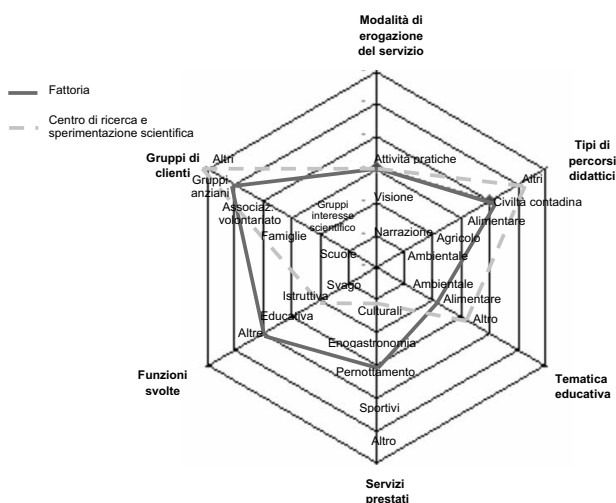 Modalità di
erogazione
del servizio
Fattoria
Centro di ricerca e
sperimentazione scientifica
Gruppi di
clienti
Tipi di
percorsi
didattici
Altri
Attività pratiche
Altri
Gruppi
anziani
Visione
Civiltà contadina
Associaz.
volontariato
Gruppi
interesse
scientifico
Alimentare
Famiglie
Narrazione
Agricolo
Scuole
Ambientale
Svago
Ambientale
Istruttiva
Culturali
Alimentare
Educativa
Altro
Altre
Enogastronomia
Pernottamento
Funzioni
svolte
Tematica
educativa
Sportivi
Altro
Servizi
prestati